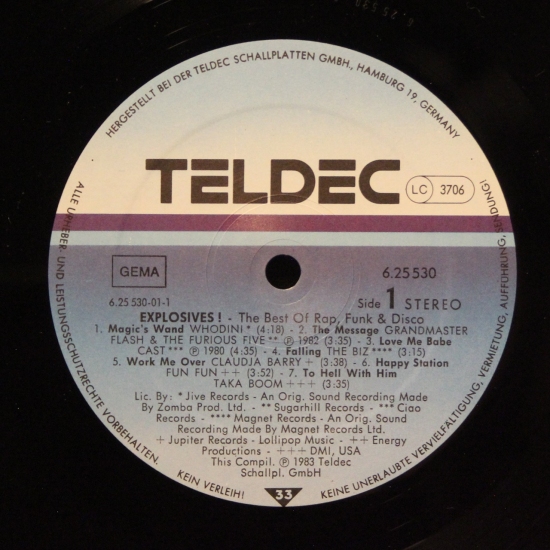 HERGESTELLT BEI DER TELDEC SCHALLPLATTEN GMBH., HAMBURG 19, GERMANY
TELDEC
LC 3706
GEMA
6.25 530
6.25 530-01-1
Side 1 STEREO
EXPLOSIVES! - The Best Of Rap, Funk & Disco
1. Magic's Wand WHODINI * (4:18) - 2. The Message GRANDMASTER
FLASH & THE FURIOUS FIVE ** ℗ 1982 (3:35) - 3. Love Me Babe
CAST *** ℗ 1980 (4:35) - 4. Falling THE BIZ **** (3:15)
5. Work Me Over CLAUDJA BARRY + (3:38) - 6. Happy Station
FUN FUN ++ (3:32) - 7. To Hell With Him
TAKA BOOM +++ (3:35)
Lic. By: * Jive Records - An Orig. Sound Recording Made
By Zomba Prod. Ltd. - ** Sugarhill Records - *** Ciao
Records - **** Magnet Records - An Orig. Sound
Recording Made By Magnet Records Ltd.
+ Jupiter Records - Lollipop Music - ++ Energy
Productions - +++ DMI, USA
This Compil. ℗ 1983 Teldec
Schallpl. GmbH
33
ALLE URHEBER- UND LEISTUNGSSCHUTZRECHTE VORBEHALTEN.
KEIN VERLEIH!
KEINE UNERLAUBTE VERVIELFÄLTIGUNG, VERMIETUNG, AUFFÜHRUNG, SENDUNG!